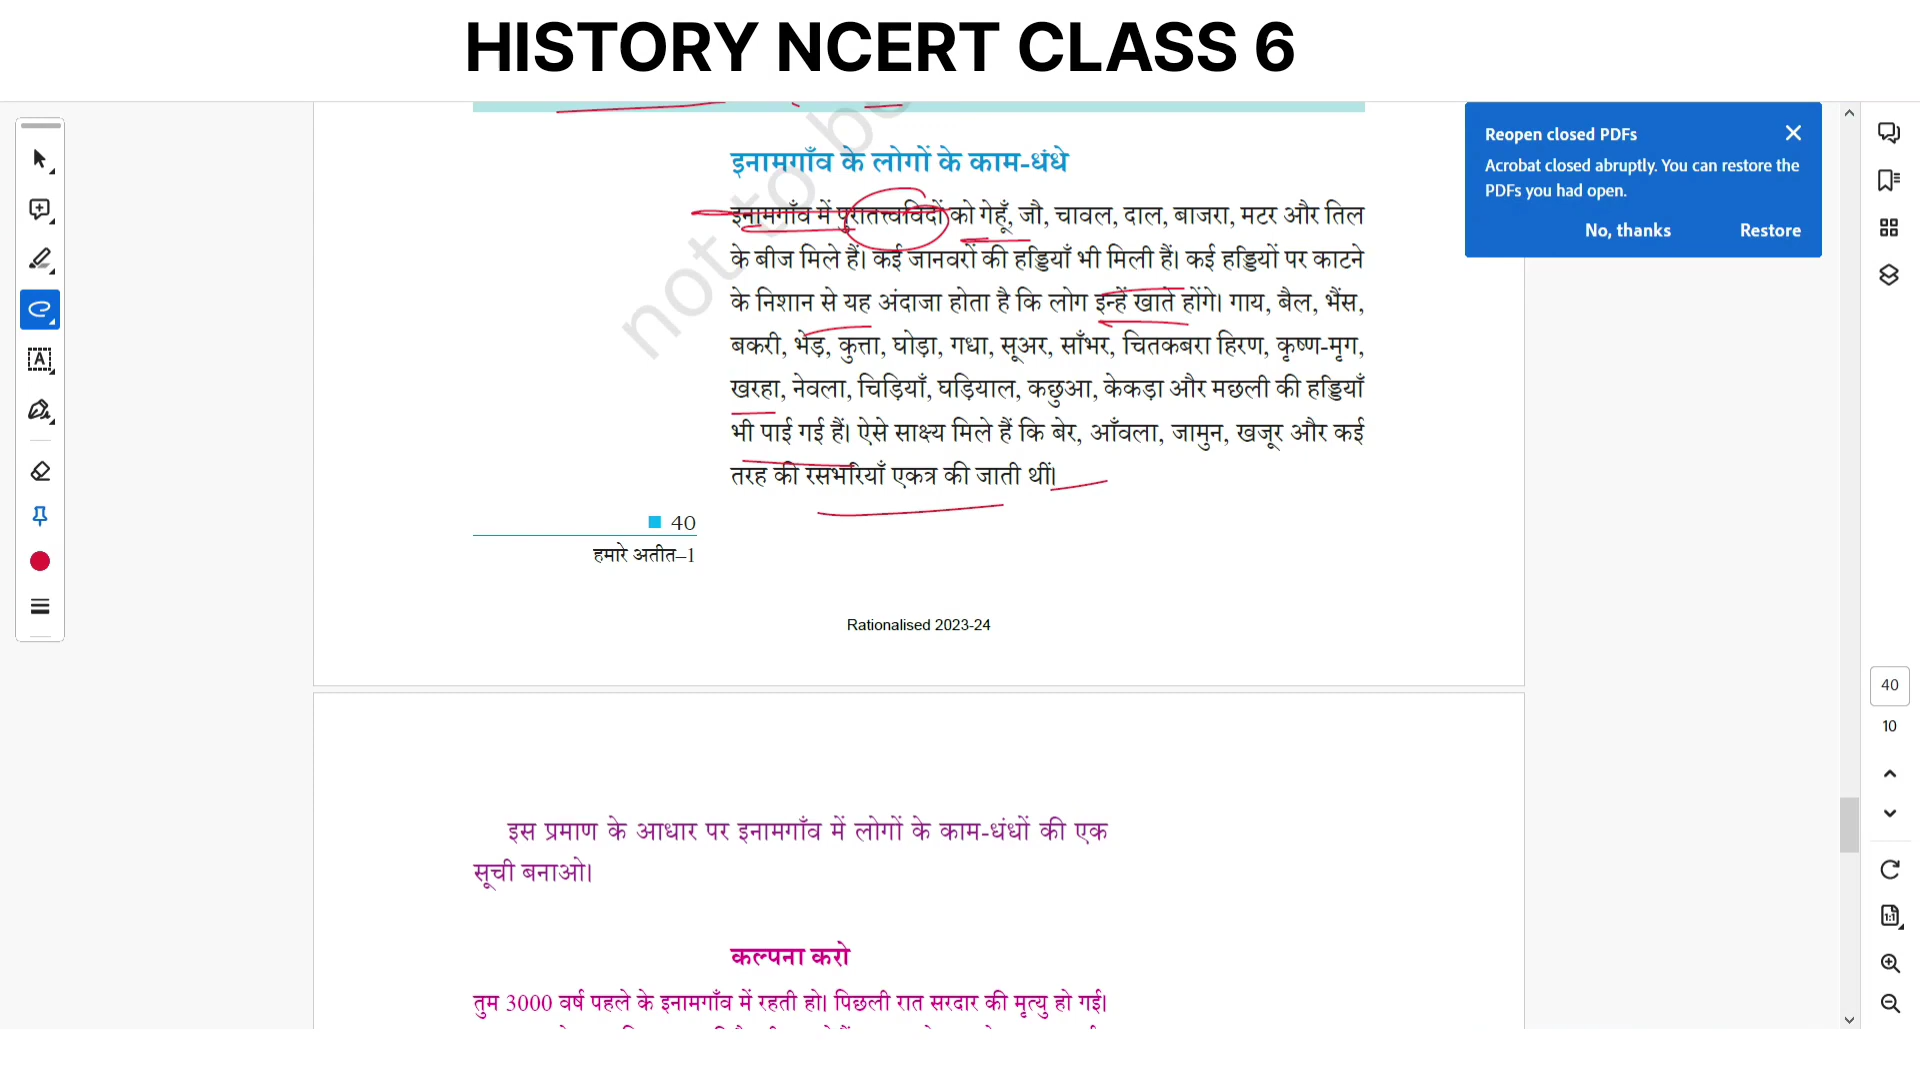 HISTORY NCERT CLASS 6
not to be
इनामगाँव के लोगों के काम-धंधे
इनामगाँव में पुरातत्त्वविदों को गेहूँ, जौ, चावल, दाल, बाजरा, मटर और तिल
के बीज मिले हैं। कई जानवरों की हड्डियाँ भी मिली हैं। कई हड्डियों पर काटने
के निशान से यह अंदाजा होता है कि लोग इन्हें खाते होंगे। गाय, बैल, भैंस,
बकरी, भेड़, कुत्ता, घोड़ा, गधा, सूअर, साँभर, चितकबरा हिरण, कृष्ण-मृग,
खरहा, नेवला, चिड़ियाँ, घड़ियाल, कछुआ, केकड़ा और मछली की हड्डियाँ
भी पाई गई हैं। ऐसे साक्ष्य मिले हैं कि बेर, आँवला, जामुन, खजूर और कई
तरह की रसभरियाँ एकत्र की जाती थीं।
40
हमारे अतीत–1
Rationalised 2023-24
इस प्रमाण के आधार पर इनामगाँव में लोगों के काम-धंधों की एक
सूची बनाओ।
कल्पना करो
तुम 3000 वर्ष पहले के इनामगाँव में रहती हो। पिछली रात सरदार की मृत्यु हो गई।
Reopen closed PDFs
Acrobat closed abruptly. You can restore the
PDFs you had open.
No, thanks Restore
40
10